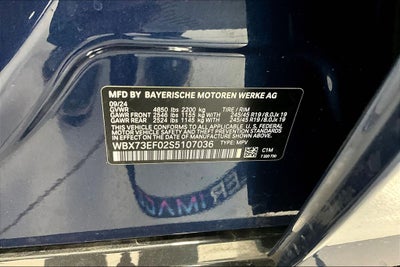 MFD BY BAYERISCHE MOTOREN WERKE AG
09/24
GVWR 4850 lbs 2200 kg TIRE / RIM
GAWR FRONT 2546 lbs 1155 kg WITH 245/45 R19 /8.0Jx 19
GAWR REAR 2524 lbs 1145 kg WITH 245/45 R19 /8.0Jx 19
THIS VEHICLE CONFORMS TO ALL APPLICABLE U. S. FEDERAL
MOTOR VEHICLE SAFETY AND THEFT PREVENTION STANDARDS
IN EFFECT ON THE DATE OF MANUFACTURE SHOWN ABOVE.
WBX73EF02S5107036 TYPE: MPV
C1M